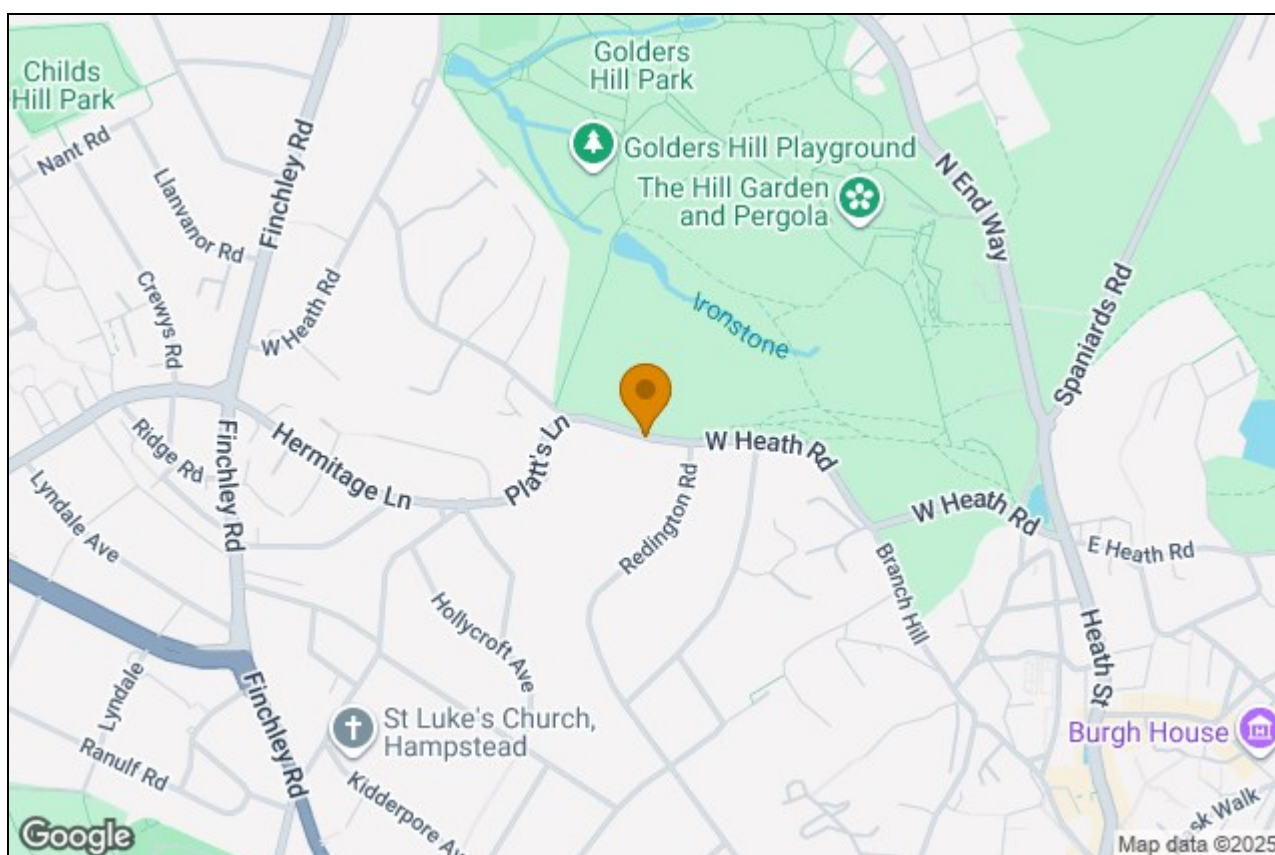 Childs
Hill Park
Golders
Hill Park
Nant Rd
Llanvanor Rd
Finchley Rd
Golders Hill Playground
The Hill Garden
and Pergola
N End Way
Crewys Rd
W Heath Rd
Ironstone
Spaniards Rd
Ridge Rd
Hermitage Ln
Platt's Ln
W Heath Rd
Lyndale Ave
Finchley Rd
Redington Rd
W Heath Rd
E Heath Rd
Branch Hill
Hollycroft Ave
Heath St
Lyndale
Finchley Rd
St Luke's Church,
Hampstead
Burgh House
Ranulf Rd
Kidderpore Av
ask Walk
Google
Map data ©2025